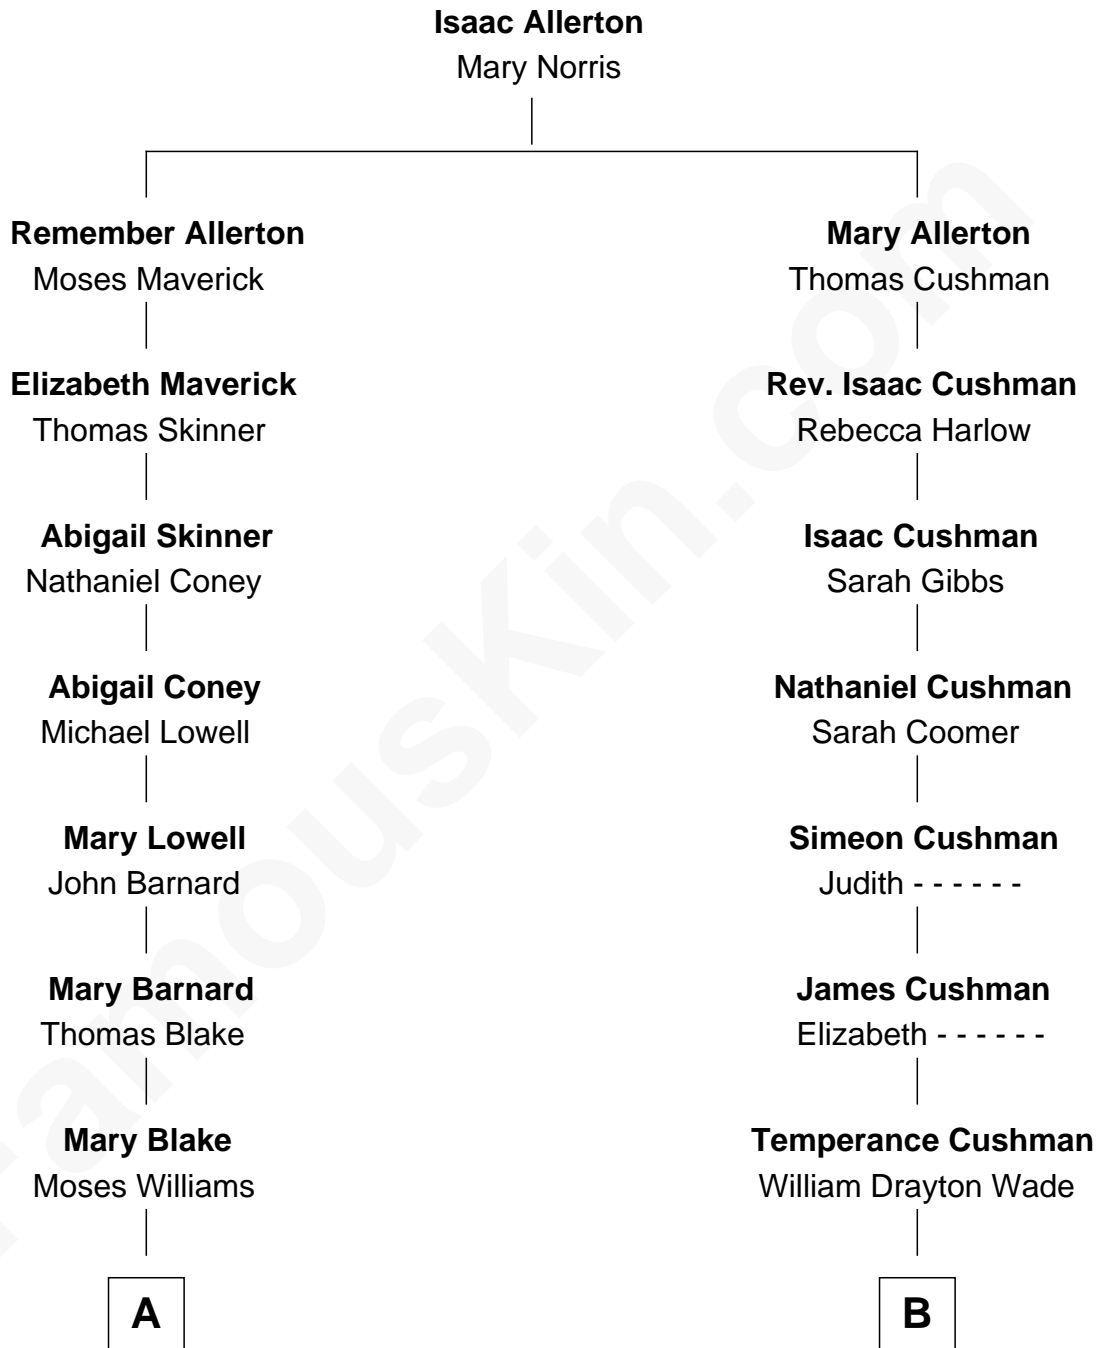 Isaac Allerton
Mary Norris
Remember Allerton
Moses Maverick
Elizabeth Maverick
Thomas Skinner
Abigail Skinner
Nathaniel Coney
Abigail Coney
Michael Lowell
Mary Lowell
John Barnard
Mary Barnard
Thomas Blake
Mary Blake
Moses Williams
A
Mary Allerton
Thomas Cushman
Rev. Isaac Cushman
Rebecca Harlow
Isaac Cushman
Sarah Gibbs
Nathaniel Cushman
Sarah Coomer
Simeon Cushman
Judith - - - - - -
James Cushman
Elizabeth - - - - - -
Temperance Cushman
William Drayton Wade
B
FamousKin.com